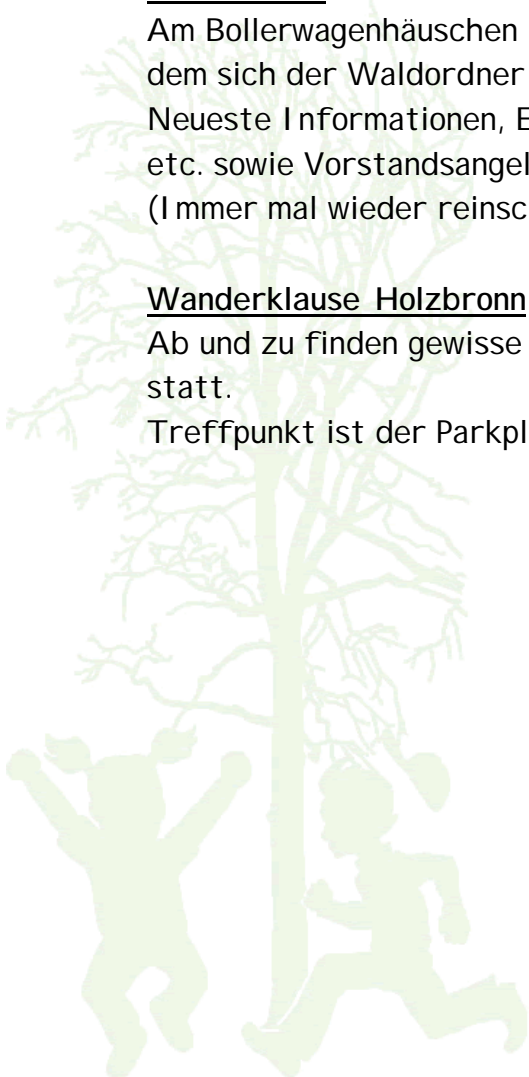 Am Bollerwagenhäuschen
dem sich der Waldordner
Neueste Informationen, E
etc. sowie Vorstandsangel
(Immer mal wieder reinsc
Wanderklause Holzbronn
Ab und zu finden gewisse
statt.
Treffpunkt ist der Parkpl